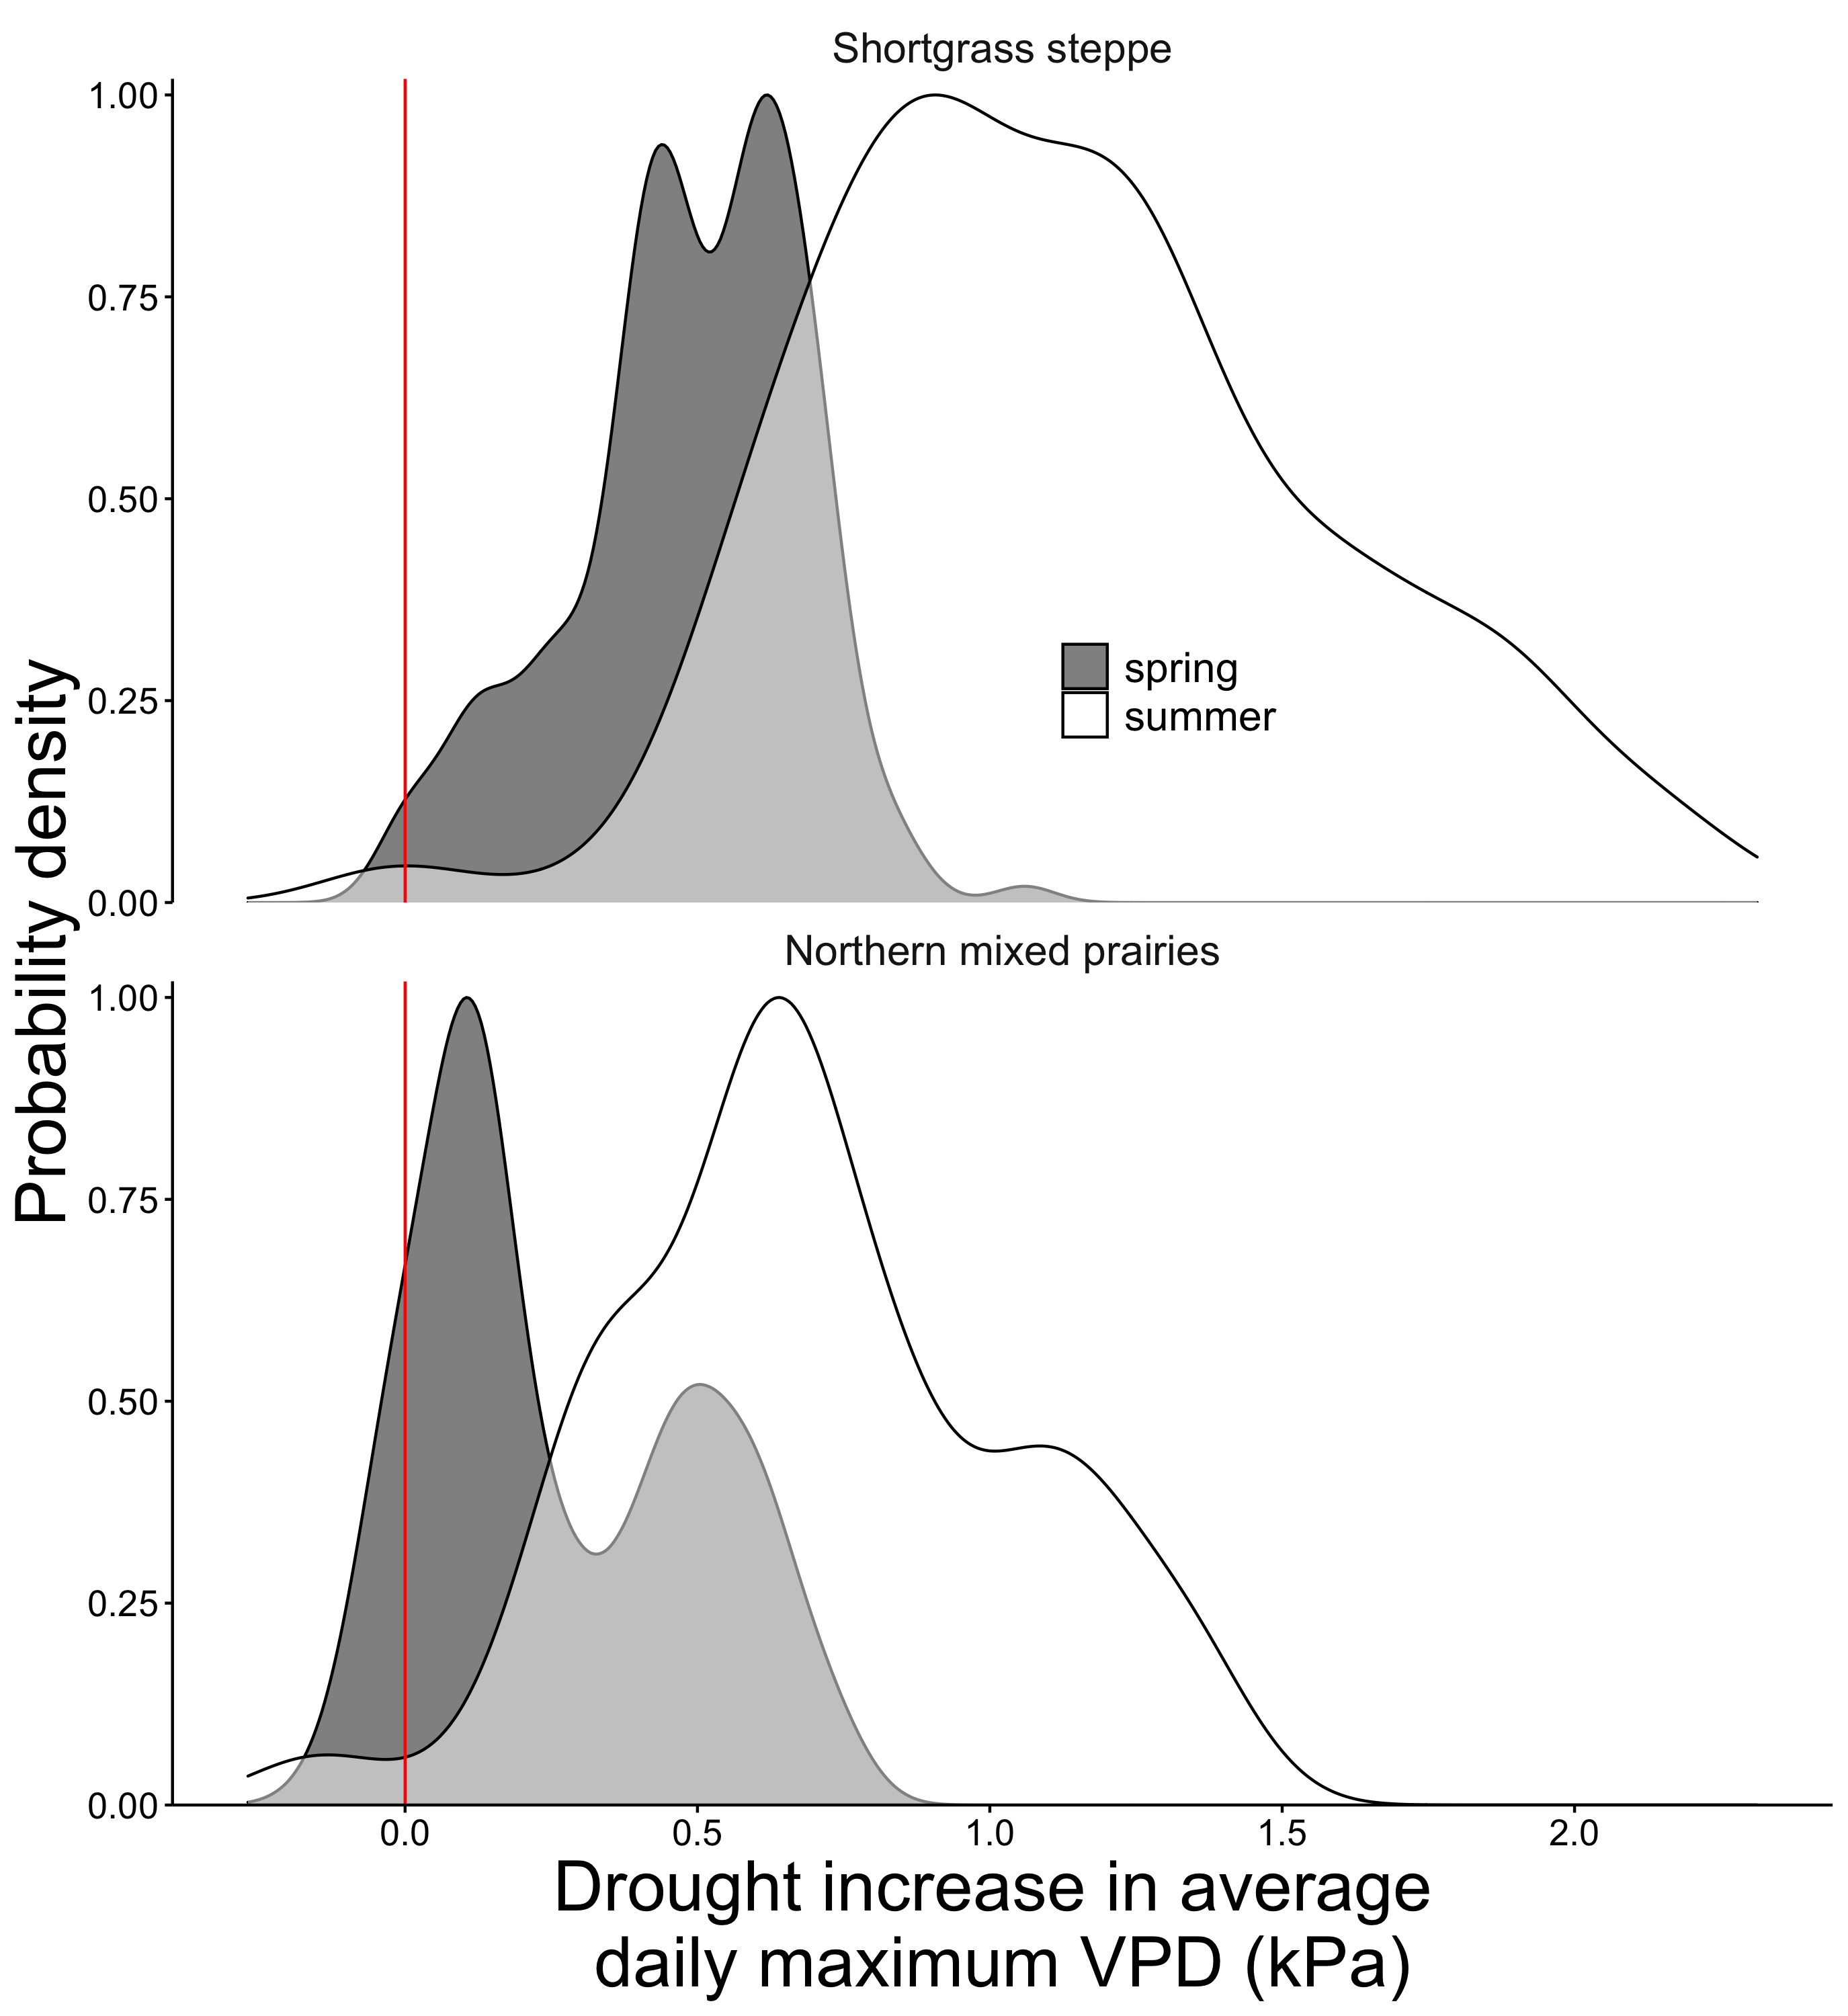 Shortgrass steppe
1.00
0.75
0.50
0.25
0.00
spring
summer
Probability density
Northern mixed prairies
1.00
0.75
0.50
0.25
0.00
0.0 0.5 1.0 1.5 2.0
Drought increase in average
daily maximum VPD (kPa)